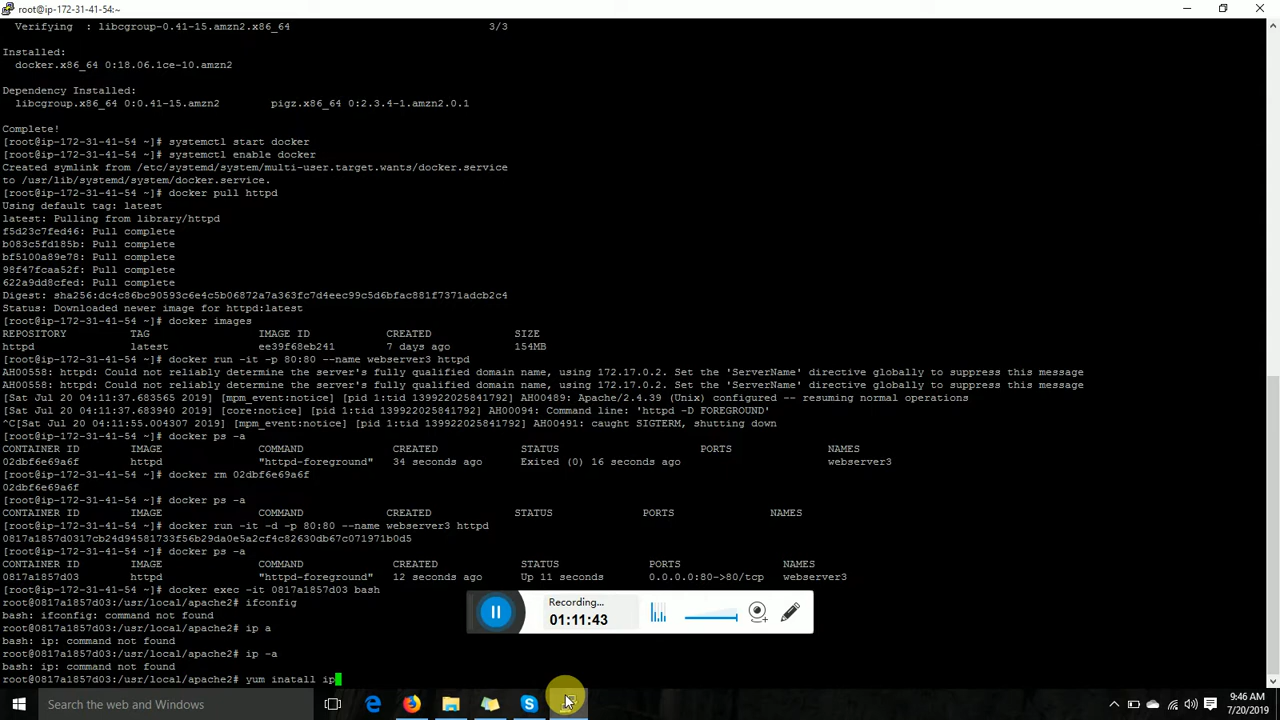 root@ip-172-31-41-54:~
Verifying  : libcgroup-0.41-15.amzn2.x86_64                               3/3
Installed:
docker.x86_64 0:18.06.1ce-10.amzn2
Dependency Installed:
libcgroup.x86_64 0:0.41-15.amzn2        pigz.x86_64 0:2.3.4-1.amzn2.0.1
Complete!
[root@ip-172-31-41-54 ~]# systemctl start docker
[root@ip-172-31-41-54 ~]# systemctl enable docker
Created symlink from /etc/systemd/system/multi-user.target.wants/docker.service
to /usr/lib/systemd/system/docker.service.
[root@ip-172-31-41-54 ~]# docker pull httpd
Using default tag: latest
latest: Pulling from library/httpd
f5d23c7fed46: Pull complete
b083c5fd185b: Pull complete
bf5100a89e78: Pull complete
98f47fcaa52f: Pull complete
622a9dd8cfed: Pull complete
Digest: sha256:dc4c86bc90593c6e4c5b06872a7a363fc7d4eec99c5d6bfac881f7371adcb2c4
Status: Downloaded newer image for httpd:latest
[root@ip-172-31-41-54 ~]# docker images
REPOSITORY          TAG                 IMAGE ID            CREATED             SIZE
httpd               latest              ee39f68eb241        7 days ago          154MB
[root@ip-172-31-41-54 ~]# docker run -it -p 80:80 --name webserver3 httpd
AH00558: httpd: Could not reliably determine the server's fully qualified domain name, using 172.17.0.2. Set the 'ServerName' directive globally to suppress this message
AH00558: httpd: Could not reliably determine the server's fully qualified domain name, using 172.17.0.2. Set the 'ServerName' directive globally to suppress this message
[Sat Jul 20 04:11:37.683565 2019] [mpm_event:notice] [pid 1:tid 139922025841792] AH00489: Apache/2.4.39 (Unix) configured -- resuming normal operations
[Sat Jul 20 04:11:37.683940 2019] [core:notice] [pid 1:tid 139922025841792] AH00094: Command line: 'httpd -D FOREGROUND'
^C[Sat Jul 20 04:11:55.004307 2019] [mpm_event:notice] [pid 1:tid 139922025841792] AH00491: caught SIGTERM, shutting down
[root@ip-172-31-41-54 ~]# docker ps -a
CONTAINER ID        IMAGE               COMMAND              CREATED             STATUS                      PORTS               NAMES
02dbf6e69a6f        httpd               "httpd-foreground"   34 seconds ago      Exited (0) 16 seconds ago                       webserver3
[root@ip-172-31-41-54 ~]# docker rm 02dbf6e69a6f
02dbf6e69a6f
[root@ip-172-31-41-54 ~]# docker ps -a
CONTAINER ID        IMAGE               COMMAND             CREATED             STATUS              PORTS               NAMES
[root@ip-172-31-41-54 ~]# docker run -it -d -p 80:80 --name webserver3 httpd
0817a1857d0317cb24d94581733f56b29da0e5a2cf4c82630db67c071971b0d5
[root@ip-172-31-41-54 ~]# docker ps -a
CONTAINER ID        IMAGE               COMMAND              CREATED             STATUS              PORTS                NAMES
0817a1857d03        httpd               "httpd-foreground"   12 seconds ago      Up 11 seconds       0.0.0.0:80->80/tcp   webserver3
[root@ip-172-31-41-54 ~]# docker exec -it 0817a1857d03 bash
root@0817a1857d03:/usr/local/apache2# ifconfig
bash: ifconfig: command not found
root@0817a1857d03:/usr/local/apache2# ip a
bash: ip: command not found
root@0817a1857d03:/usr/local/apache2# ip -a
bash: ip: command not found
root@0817a1857d03:/usr/local/apache2# yum inatall ip
Recording...
01:11:43
Search the web and Windows
9:46 AM
7/20/2019